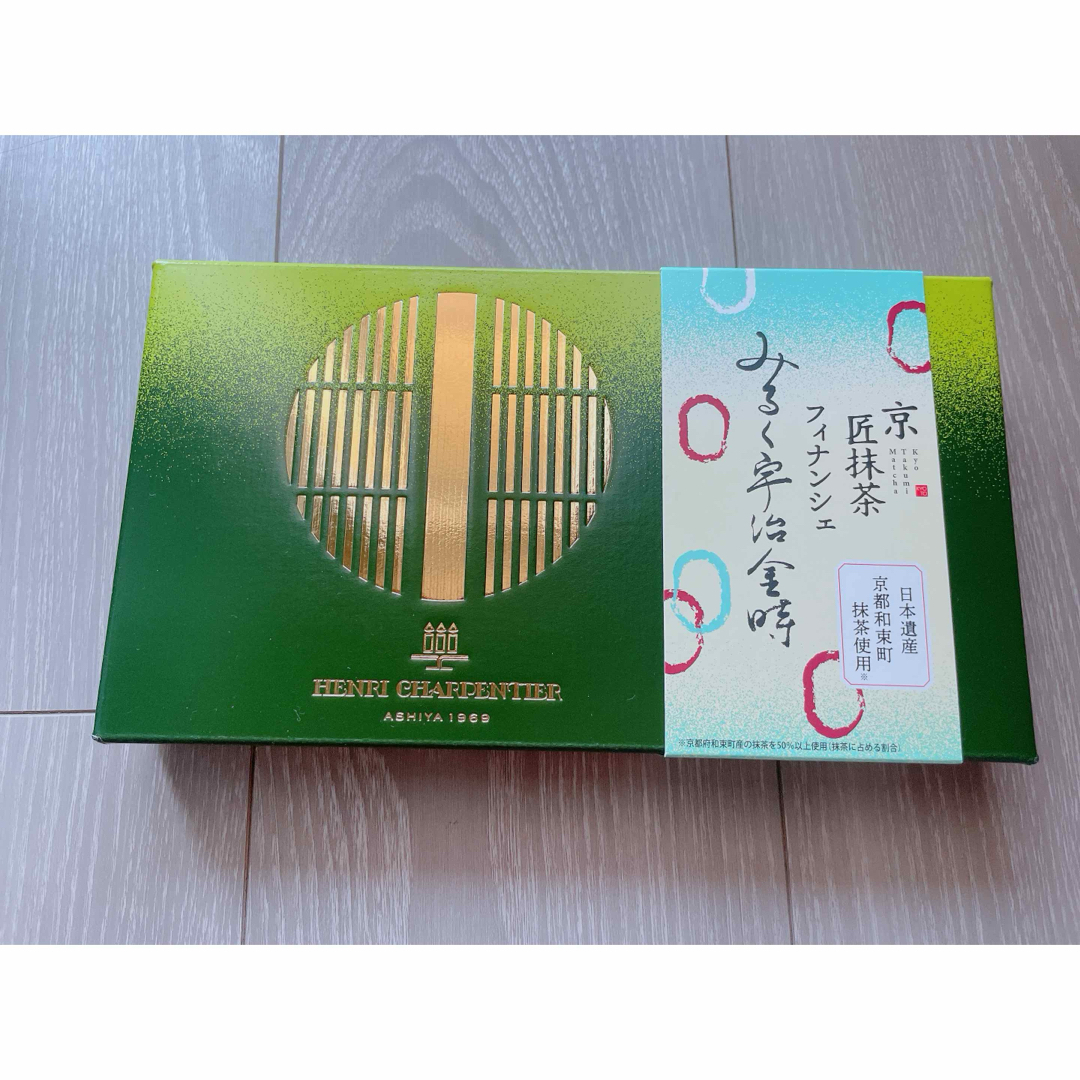 HENRI CHARPENTIER
ASHIYA 1969
京
匠抹茶
Kyo
Takumi
Matcha
フィナンシェ
みるく宇治金時
日本遺産
京都和束町
抹茶使用※
※京都府和束町産の抹茶を50%以上使用(抹茶に占める割合)